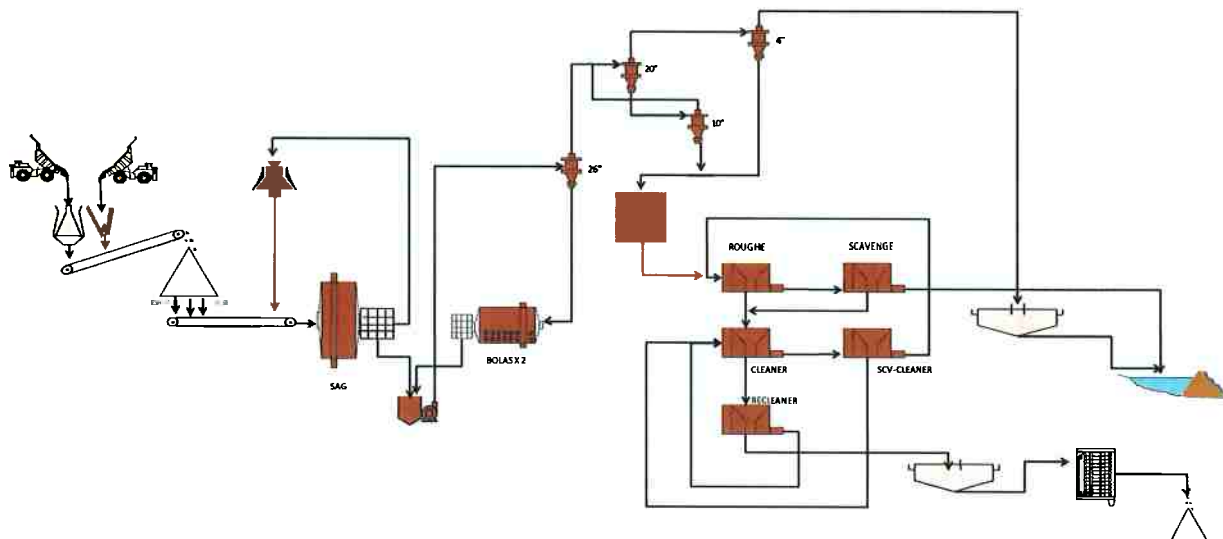 4"
20"
10"
26"
ROUGHE
SCAVENGE
BOLAS X 2
CLEANER
SCV-CLEANER
SAG
RECLEANER